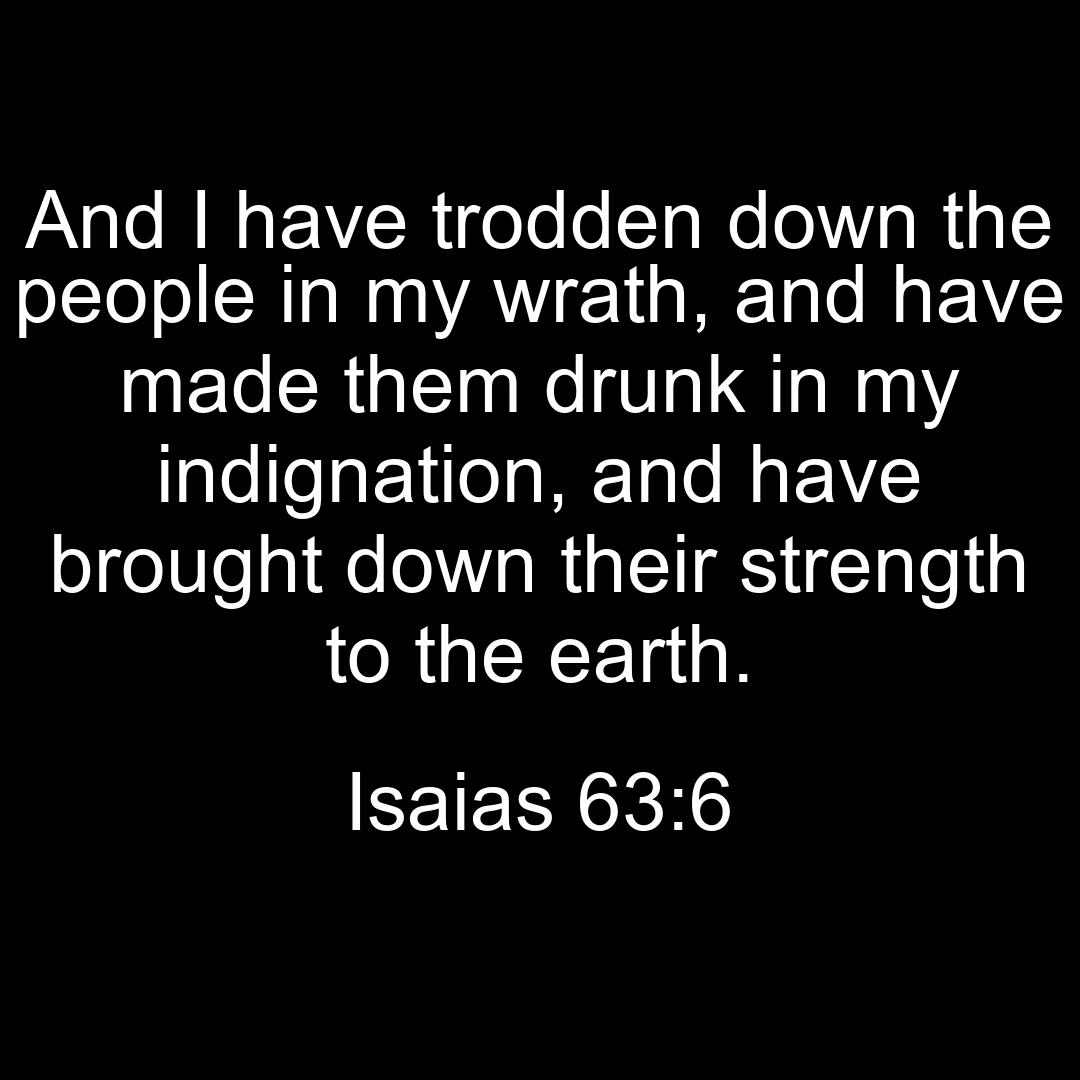 And I have trodden down the
people in my wrath, and have
made them drunk in my
indignation, and have
brought down their strength
to the earth.
Isaias 63:6